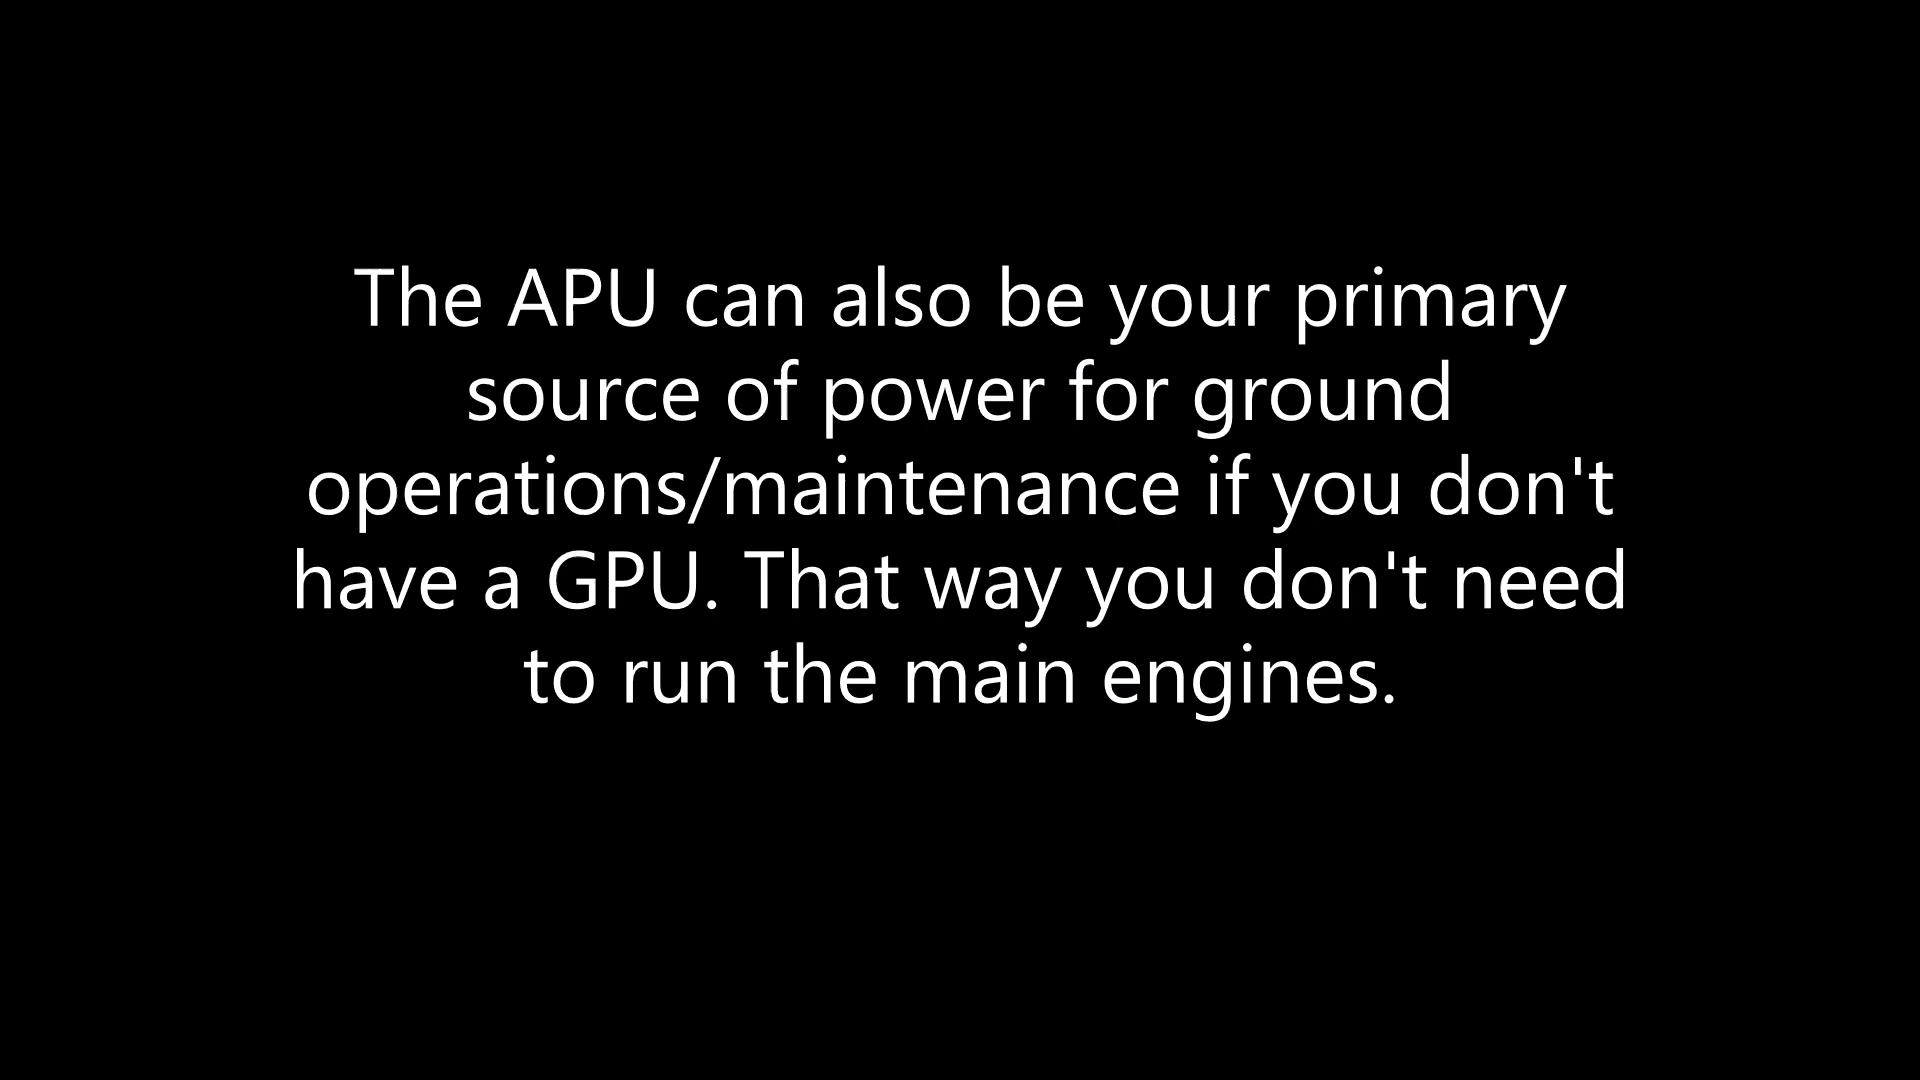 The APU can also be your primary
source of power for ground
operations/maintenance if you don't
have a GPU. That way you don't need
to run the main engines.